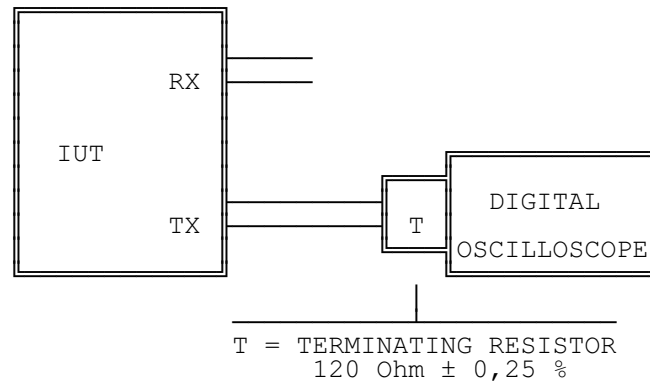 RX
IUT
DIGITAL
TX
T
OSCILLOSCOPE
T = TERMINATING RESISTOR
120 Ohm ± 0,25 %